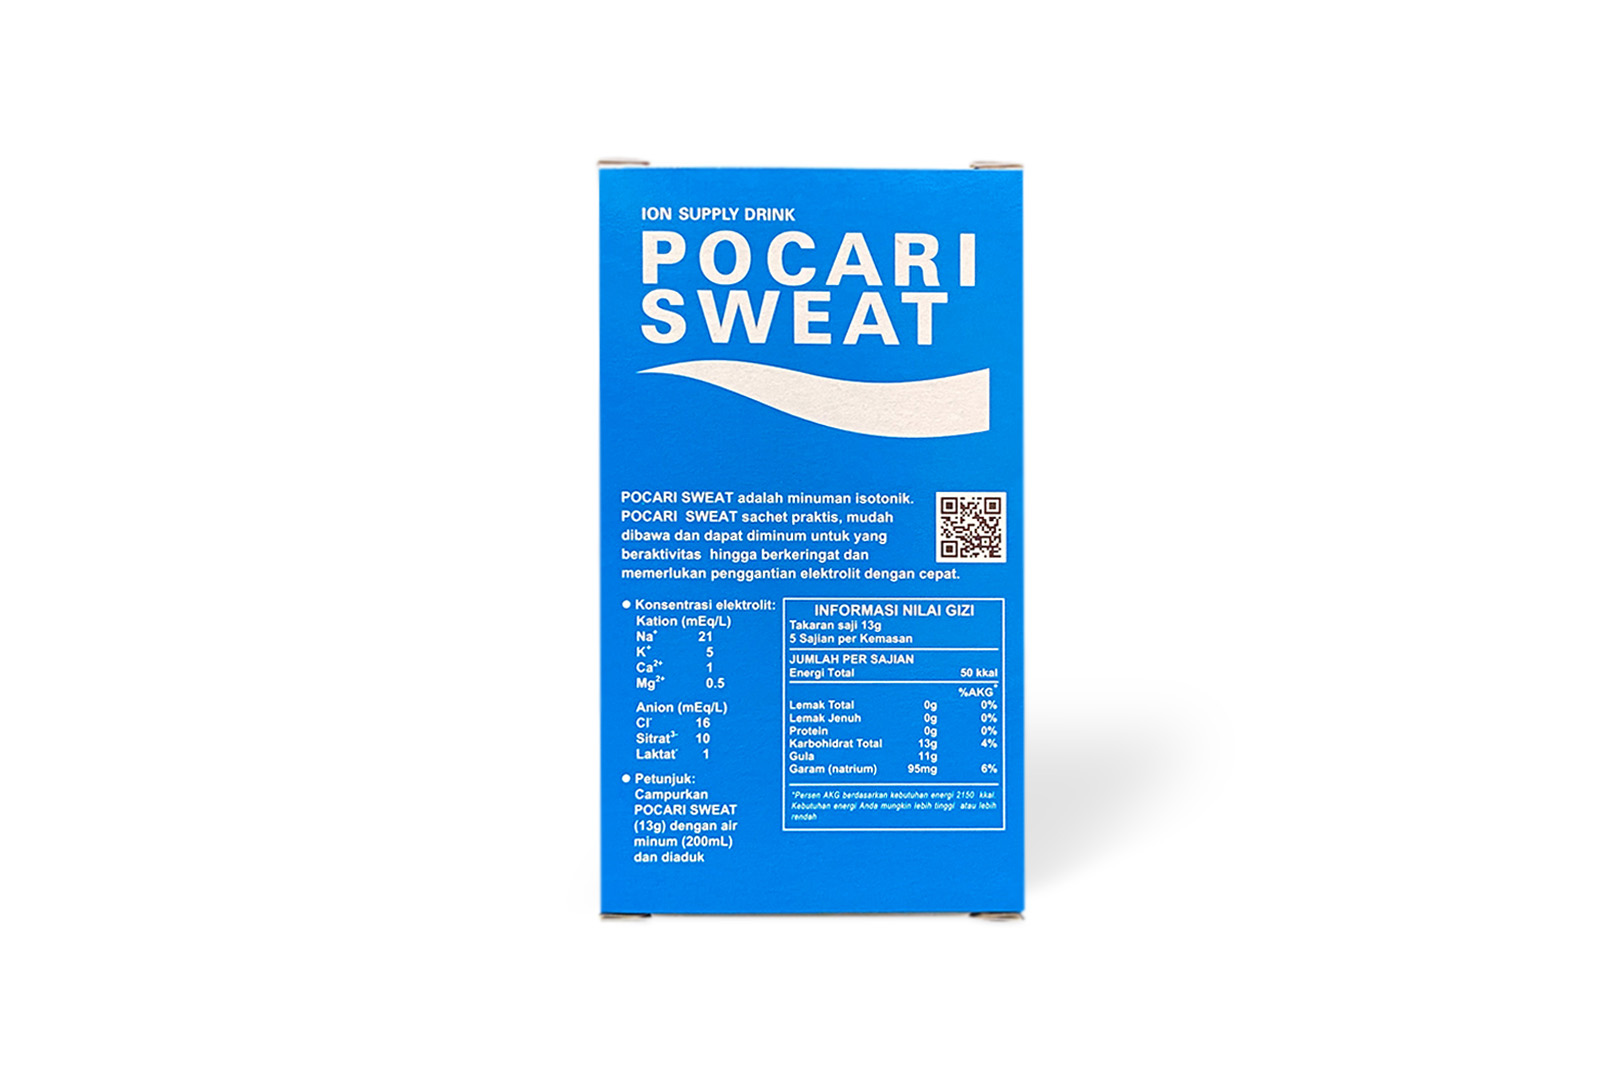 ION SUPPLY DRINK
POCARI
SWEAT
POCARI SWEAT adalah minuman isotonik.
POCARI SWEAT sachet praktis, mudah
dibawa dan dapat diminum untuk yang
beraktivitas hingga berkeringat dan
memerlukan penggantian elektrolit dengan cepat.
● Konsentrasi elektrolit:
Kation (mEq/L)
Na⁺ 21
K⁺ 5
Ca²⁺ 1
Mg²⁺ 0.5
Anion (mEq/L)
Cl⁻ 16
Sitrat³⁻ 10
Laktat⁻ 1
● Petunjuk:
Campurkan
POCARI SWEAT
(13g) dengan air
minum (200mL)
dan diaduk
INFORMASI NILAI GIZI
Takaran saji 13g
5 Sajian per Kemasan
JUMLAH PER SAJIAN
Energi Total 50 kkal
%AKG*
Lemak Total 0g 0%
Lemak Jenuh 0g 0%
Protein 0g 0%
Karbohidrat Total 13g 4%
Gula 11g
Garam (natrium) 95mg 6%
*Persen AKG berdasarkan kebutuhan energi 2150 kkal.
Kebutuhan energi Anda mungkin lebih tinggi atau lebih
rendah